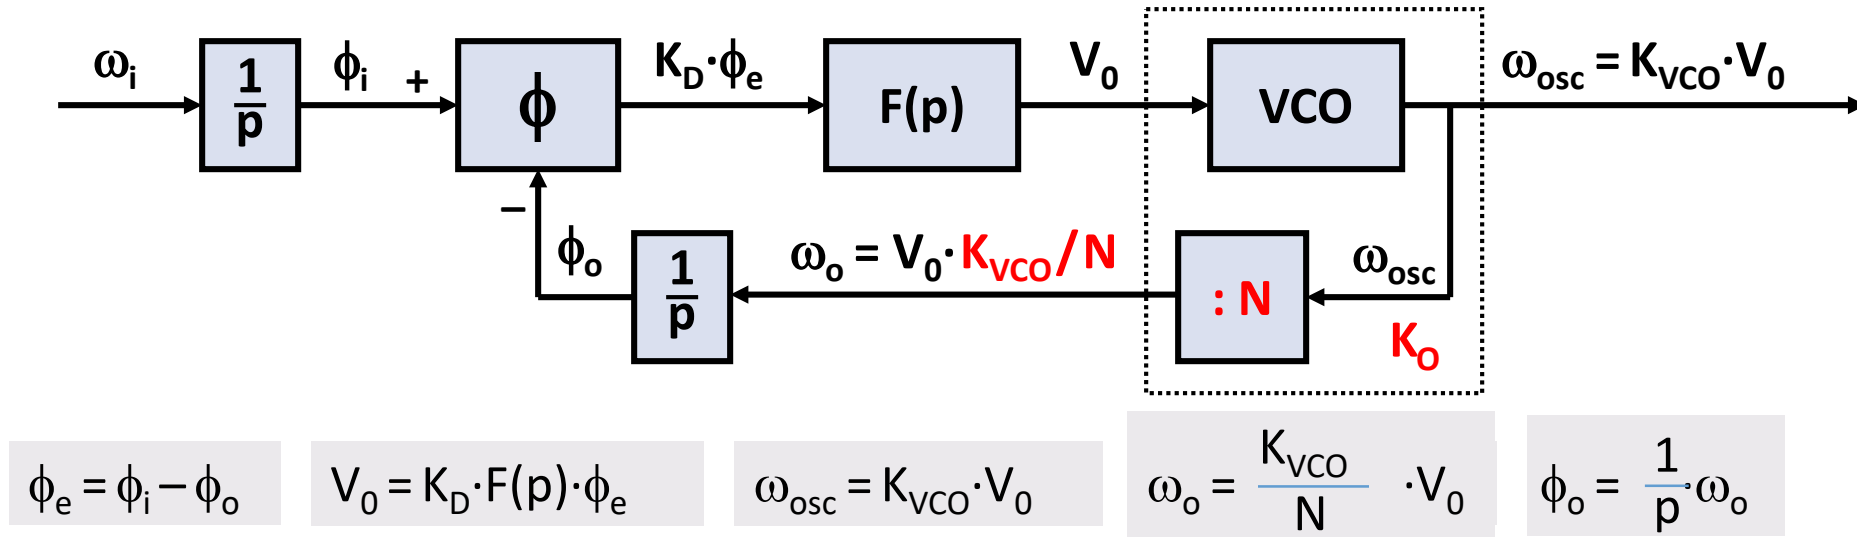 ωi
1
p
ϕi
+
ϕ
−
KD·ϕe
F(p)
V0
VCO
ωosc = KVCO·V0
ϕo
1
p
ωo = V0·KVCO/N
: N
ωosc
KO
ϕe = ϕi − ϕo
V0 = KD·F(p)·ϕe
ωosc = KVCO·V0
ωo = KVCO/N ·V0
ϕo = 1/p·ωo